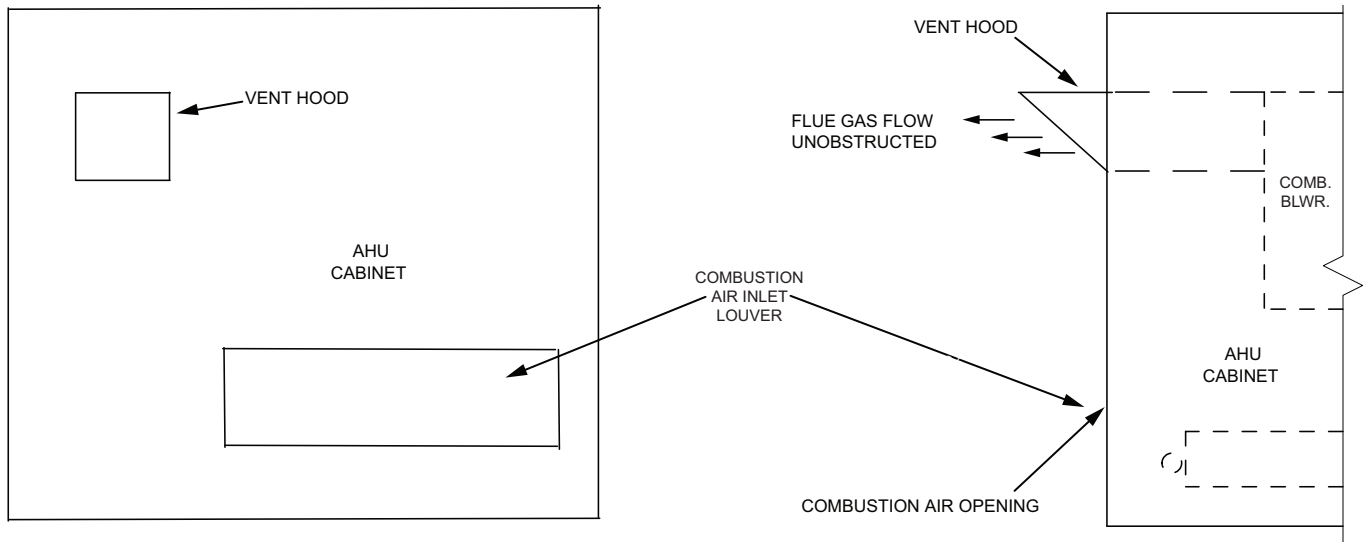 VENT HOOD
AHU
CABINET
COMBUSTION
AIR INLET
LOUVER
VENT HOOD
FLUE GAS FLOW
UNOBSTRUCTED
COMB.
BLWR.
AHU
CABINET
COMBUSTION AIR OPENING